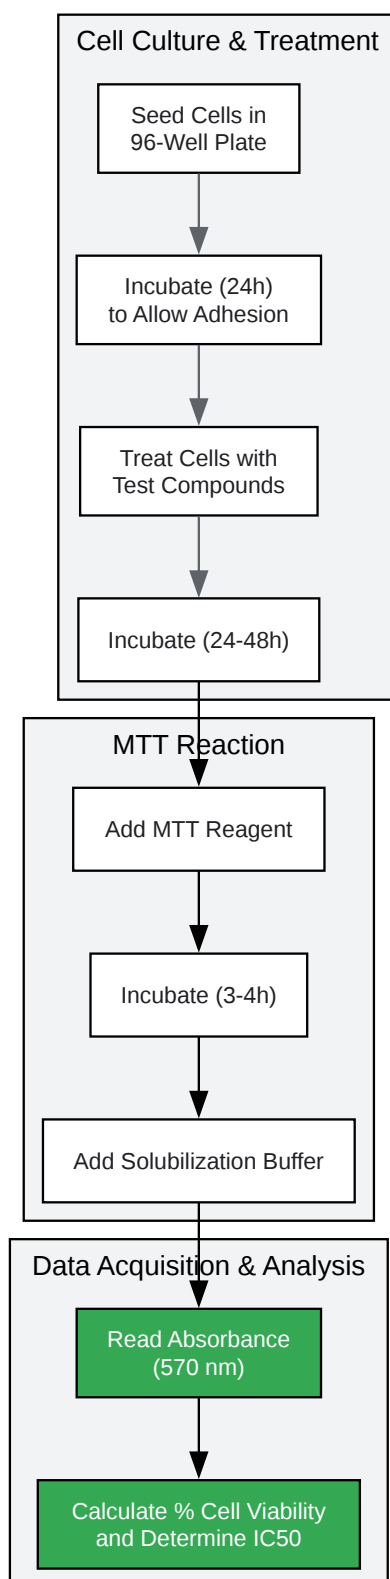 Cell Culture & Treatment
Seed Cells in
96-Well Plate
Incubate (24h)
to Allow Adhesion
Treat Cells with
Test Compounds
Incubate (24-48h)
MTT Reaction
Add MTT Reagent
Incubate (3-4h)
Add Solubilization Buffer
Data Acquisition & Analysis
Read Absorbance
(570 nm)
Calculate % Cell Viability
and Determine IC50